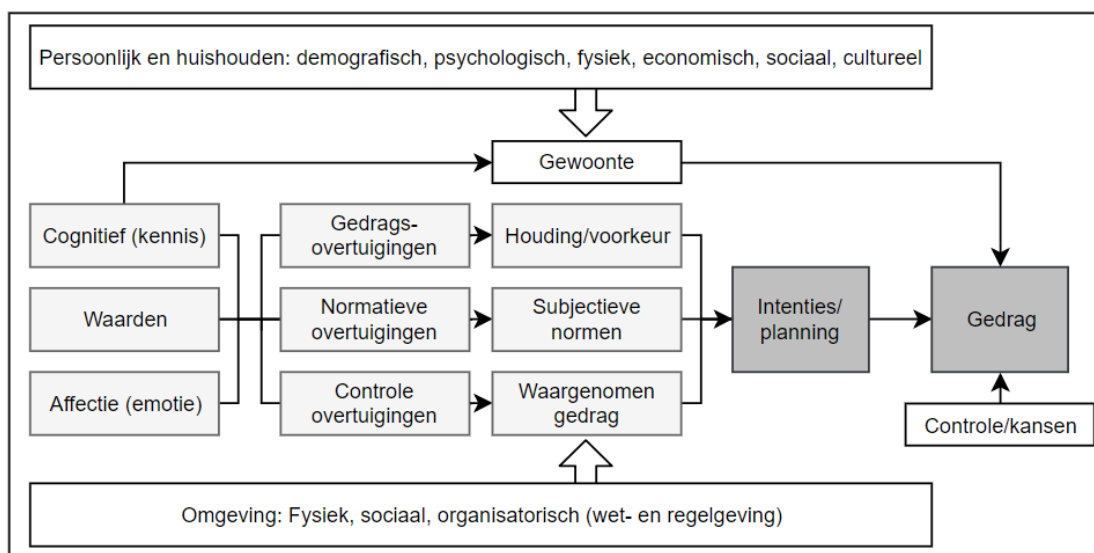 Persoonlijk en huishouden: demografisch, psychologisch, fysiek, economisch, sociaal, cultureel
Gewoonte
Cognitief (kennis)
Gedrags-
overtuigingen
Houding/voorkeur
Waarden
Normatieve
overtuigingen
Subjectieve
normen
Intenties/
planning
Gedrag
Affectie (emotie)
Controle
overtuigingen
Waargenomen
gedrag
Controle/kansen
Omgeving: Fysiek, sociaal, organisatorisch (wet- en regelgeving)